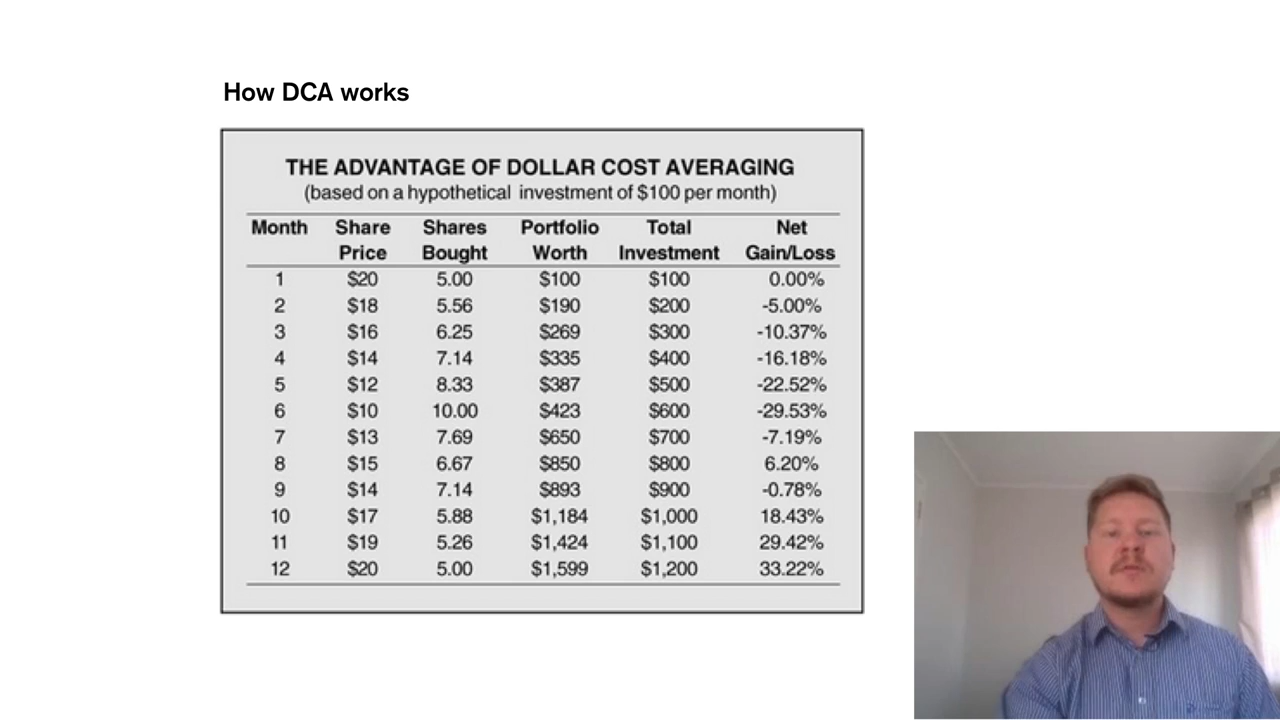 How DCA works
THE ADVANTAGE OF DOLLAR COST AVERAGING
(based on a hypothetical investment of $100 per month)
Month Share Shares Portfolio Total Net
Price Bought Worth Investment Gain/Loss
1 $20 5.00 $100 $100 0.00%
2 $18 5.56 $190 $200 -5.00%
3 $16 6.25 $269 $300 -10.37%
4 $14 7.14 $335 $400 -16.18%
5 $12 8.33 $387 $500 -22.52%
6 $10 10.00 $423 $600 -29.53%
7 $13 7.69 $650 $700 -7.19%
8 $15 6.67 $850 $800 6.20%
9 $14 7.14 $893 $900 -0.78%
10 $17 5.88 $1,184 $1,000 18.43%
11 $19 5.26 $1,424 $1,100 29.42%
12 $20 5.00 $1,599 $1,200 33.22%